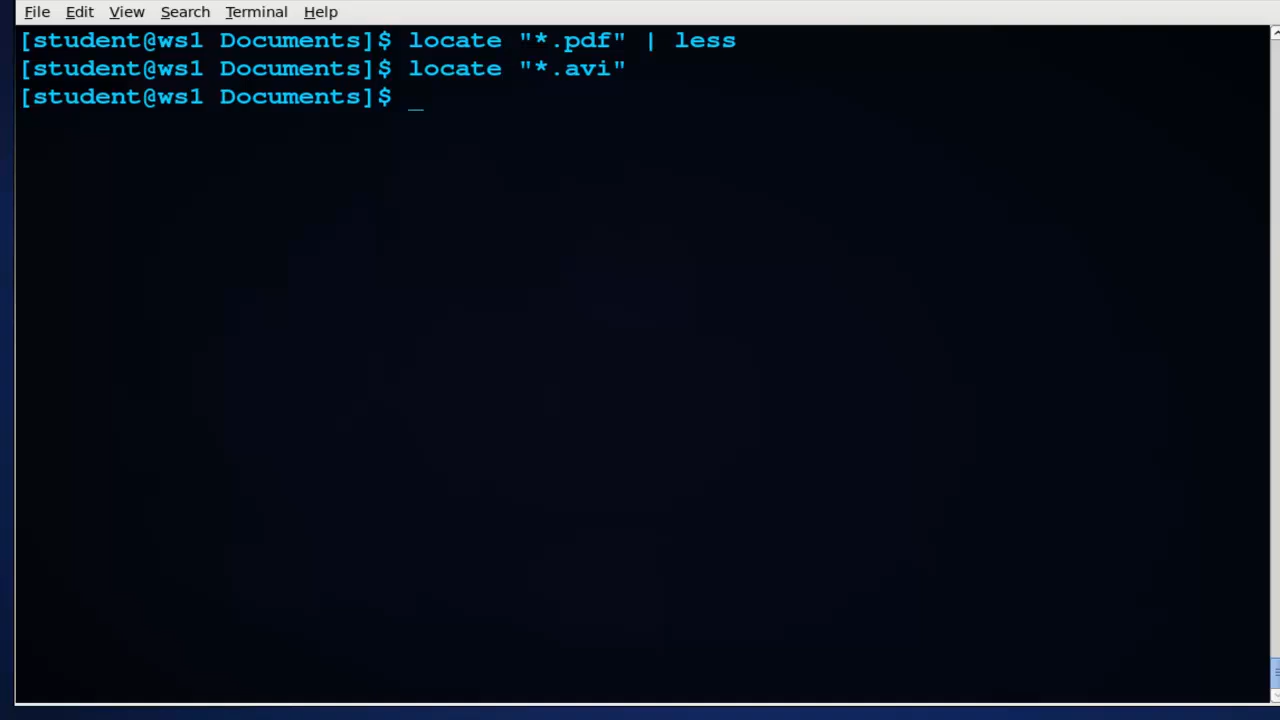 File Edit View Search Terminal Help
[student@ws1 Documents]$ locate "*.pdf" | less
[student@ws1 Documents]$ locate "*.avi"
[student@ws1 Documents]$ _